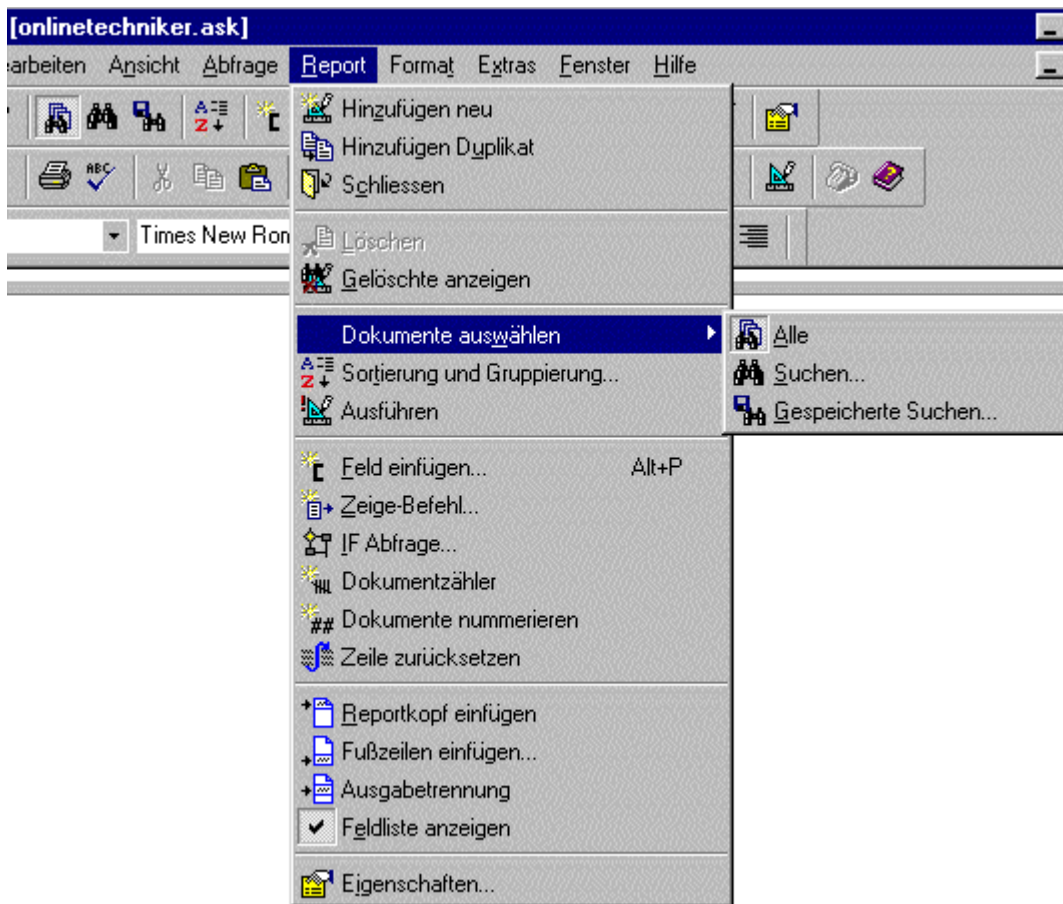 [onlinetechniker.ask]
earbeiten Ansicht Abfrage Report Format Extras Fenster Hilfe
Hinzufügen neu
Hinzufügen Duplikat
Schliessen
Times New Ron
Löschen
Gelöschte anzeigen
Dokumente auswählen
Alle
Sortierung und Gruppierung...
Suchen...
Ausführen
Gespeicherte Suchen...
Feld einfügen... Alt+P
Zeige-Befehl...
IF Abfrage...
Dokumentzähler
## Dokumente nummerieren
Zeile zurücksetzen
Reportkopf einfügen
Fußzeilen einfügen...
Ausgabetrennung
Feldliste anzeigen
Eigenschaften...